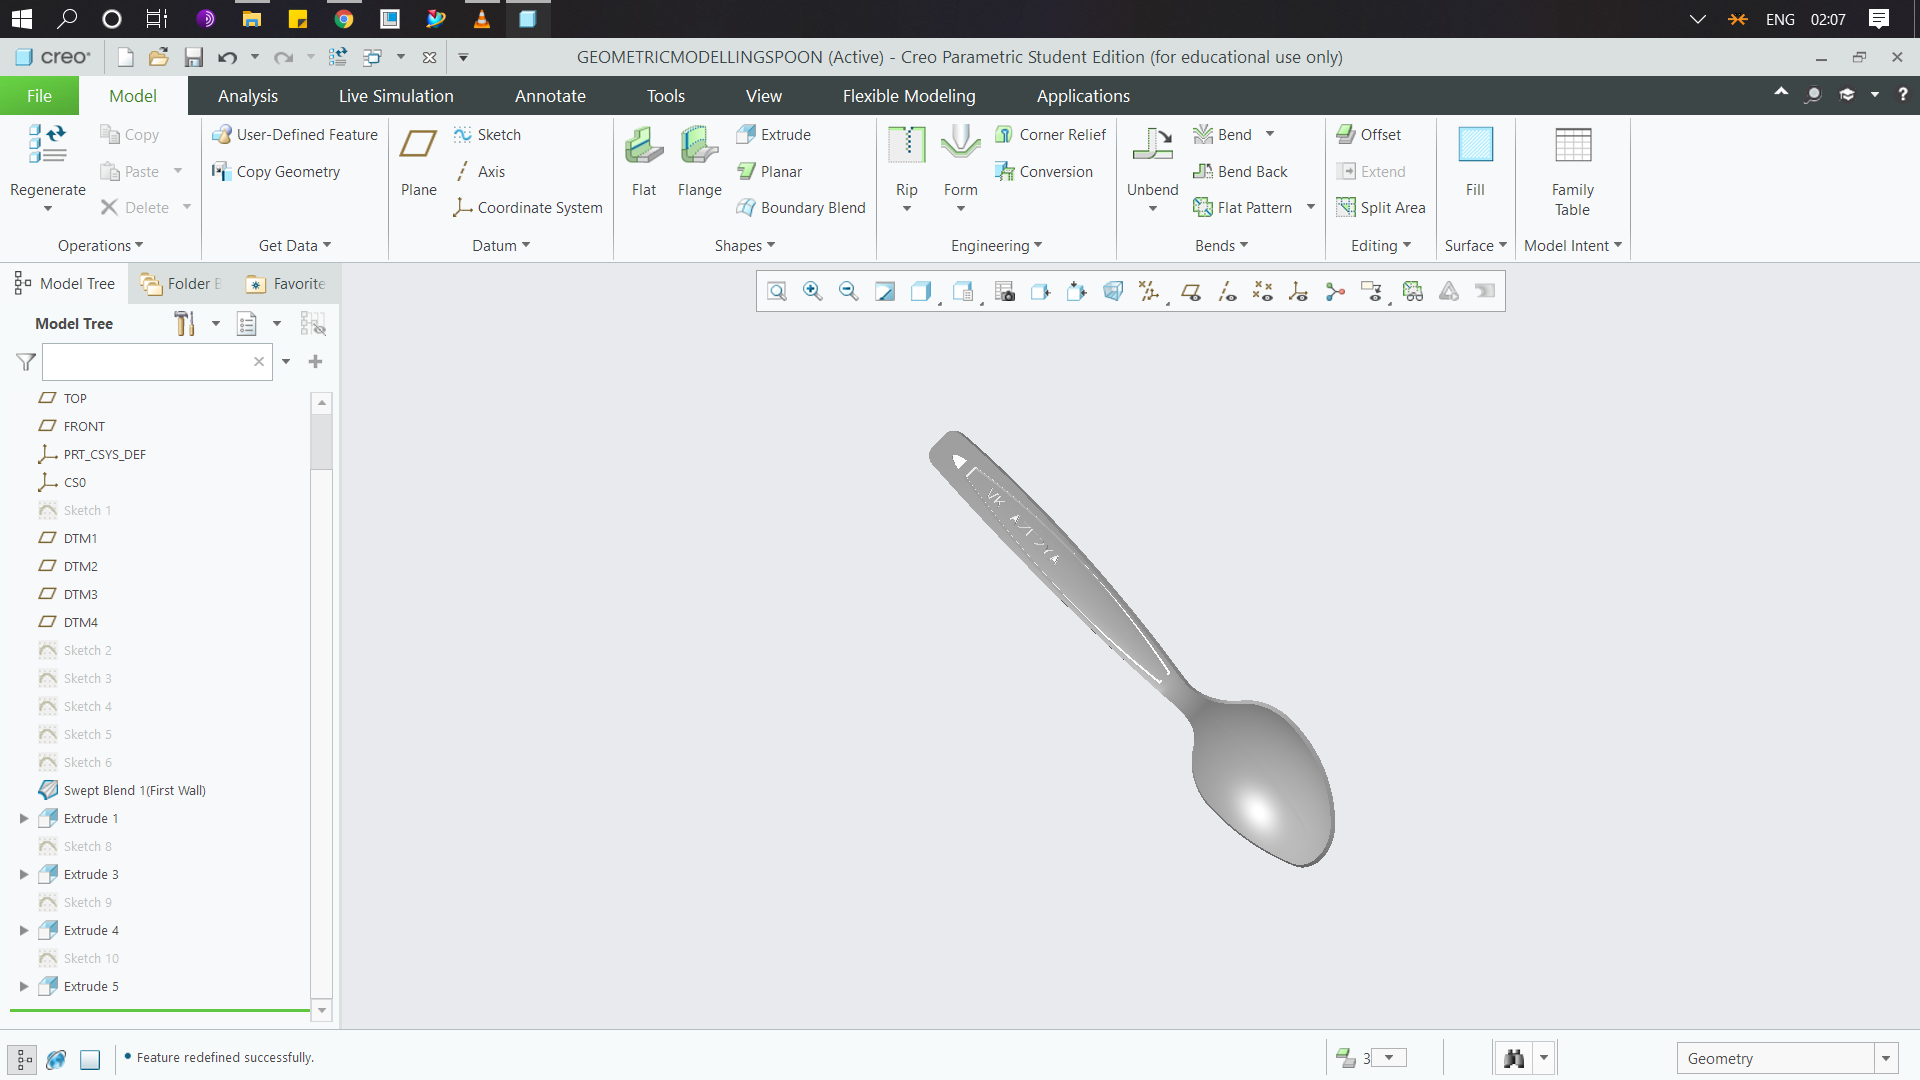 ENG 02:07
creo
GEOMETRICMODELLINGSPOON (Active) - Creo Parametric Student Edition (for educational use only)
File Model Analysis Live Simulation Annotate Tools View Flexible Modeling Applications ?
Regenerate
Copy
Paste
Delete
Operations
User-Defined Feature
Copy Geometry
Get Data
Plane
Sketch
Axis
Coordinate System
Datum
Flat
Flange
Extrude
Planar
Boundary Blend
Shapes
Rip
Form
Corner Relief
Conversion
Engineering
Unbend
Bend
Bend Back
Flat Pattern
Bends
Offset
Extend
Split Area
Editing
Fill
Surface
Family
Table
Model Intent
Model Tree Folder Favorite
Model Tree
TOP
FRONT
PRT_CSYS_DEF
CS0
Sketch 1
DTM1
DTM2
DTM3
DTM4
Sketch 2
Sketch 3
Sketch 4
Sketch 5
Sketch 6
Swept Blend 1(First Wall)
Extrude 1
Sketch 8
Extrude 3
Sketch 9
Extrude 4
Sketch 10
Extrude 5
VK
Feature redefined successfully.
3
Geometry